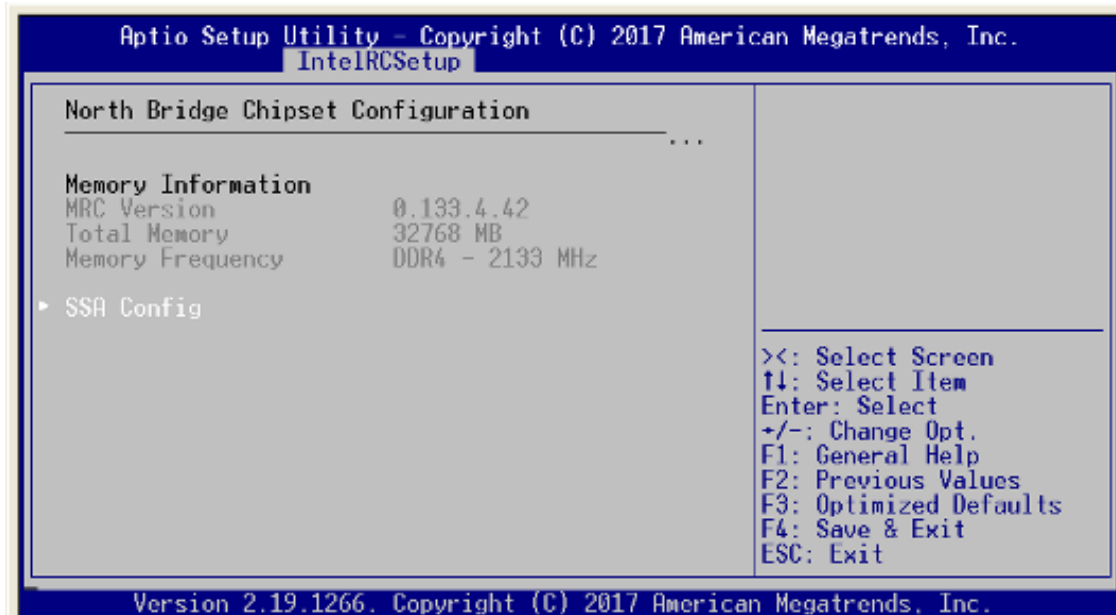 Aptio Setup Utility – Copyright (C) 2017 American Megatrends, Inc.
IntelRCSetup
North Bridge Chipset Configuration
...
Memory Information
MRC Version 0.133.4.42
Total Memory 32768 MB
Memory Frequency DDR4 - 2133 MHz
► SSA Config
><: Select Screen
↑↓: Select Item
Enter: Select
+/-: Change Opt.
F1: General Help
F2: Previous Values
F3: Optimized Defaults
F4: Save & Exit
ESC: Exit
Version 2.19.1266. Copyright (C) 2017 American Megatrends, Inc.